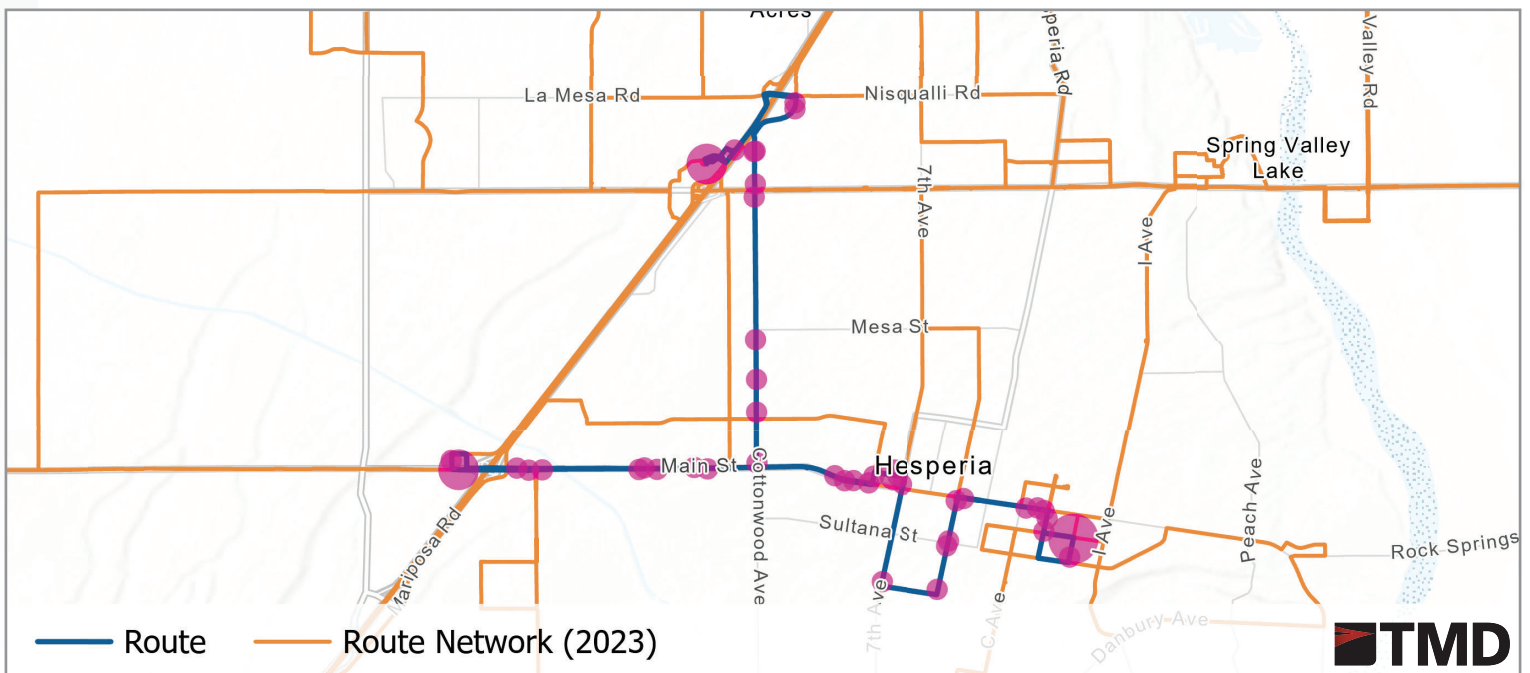 Acres
peria Rd
Valley Rd
La Mesa Rd
Nisqualli Rd
Spring Valley
Lake
7th Ave
I Ave
Mesa St
Main St
Hesperia
Cottonwood Ave
Sultana St
I Ave
Peach Ave
Rock Springs
Mariposa Rd
7th Ave
C Ave
Danbury Ave
Route
Route Network (2023)
TMD